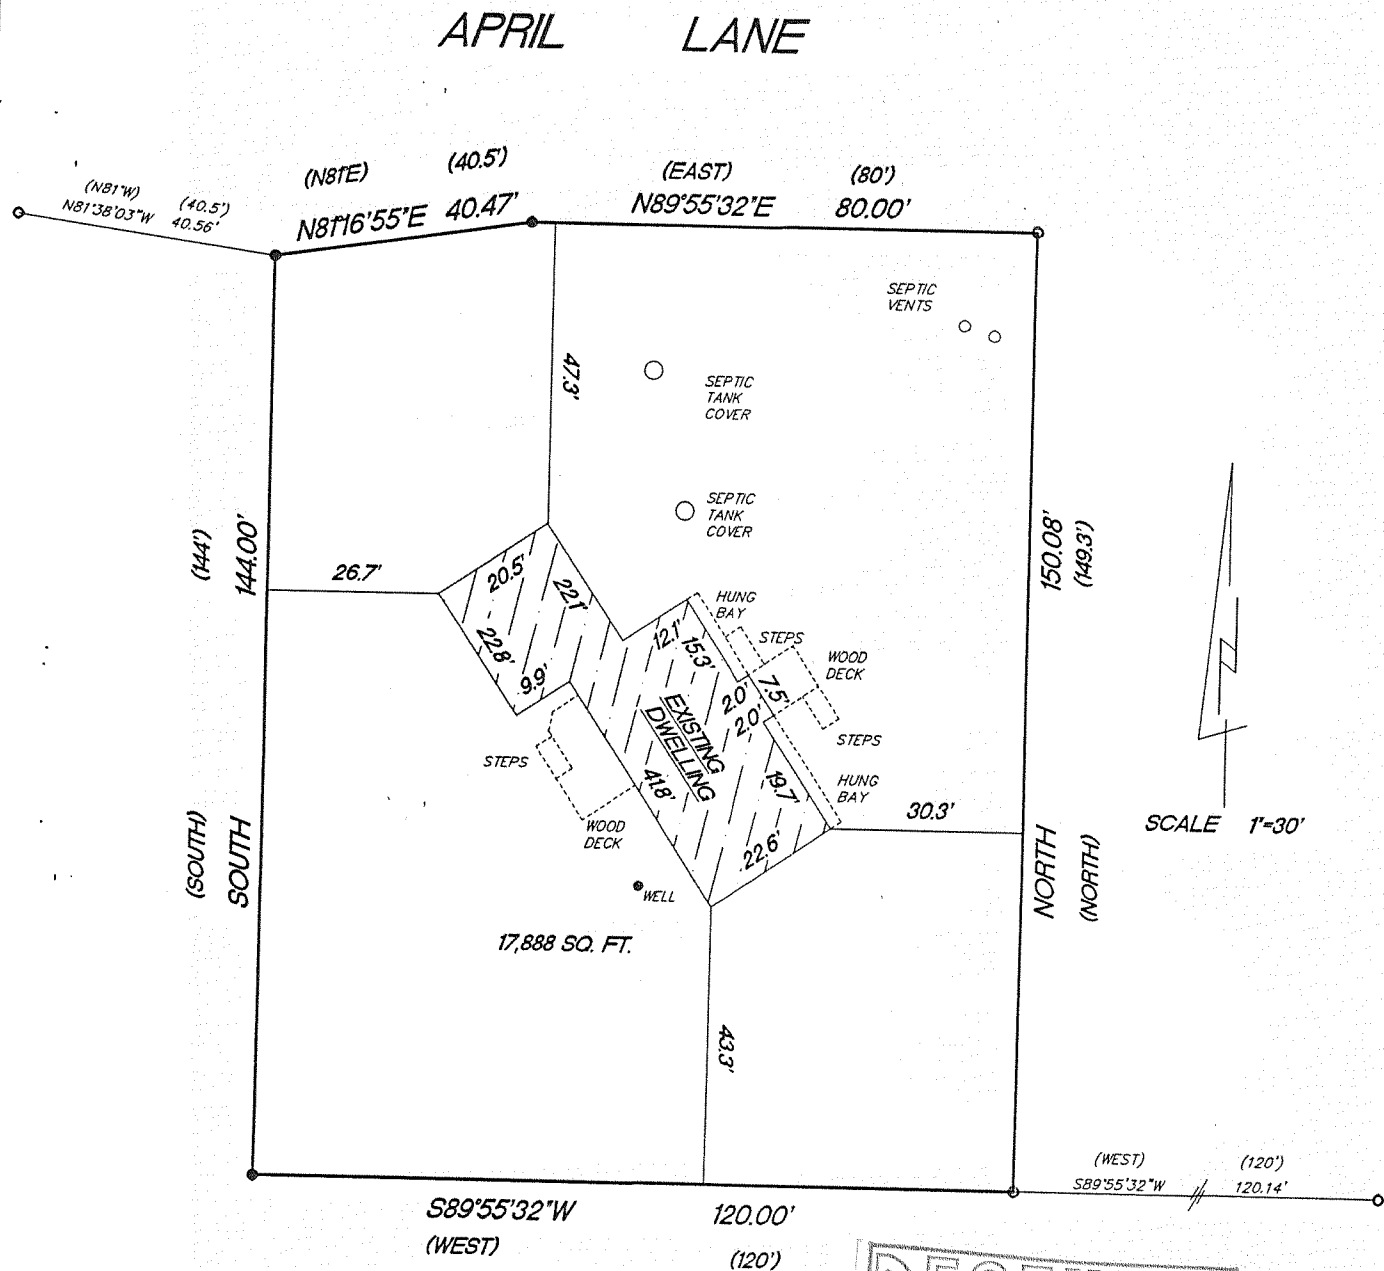 APRIL LANE
(N81°E) (40.5')
N81°16'55"E 40.47'
(EAST) (80')
N89°55'32"E 80.00'
(N81°W) (40.5')
N81°38'03"W 40.56'
SEPTIC
VENTS
47.3'
SEPTIC
TANK
COVER
SEPTIC
TANK
COVER
(144')
144.00'
150.08'
(149.3')
26.7'
20.5'
22.1'
22.8'
9.9'
HUNG
BAY
12.1'
15.3'
STEPS
WOOD
DECK
7.5'
2.0'
2.0'
EXISTING
DWELLING
STEPS
STEPS
41.8'
19.7'
HUNG
BAY
30.3'
WOOD
DECK
22.6'
SCALE 1"=30'
(SOUTH)
SOUTH
NORTH
(NORTH)
WELL
17,888 SQ. FT.
43.3'
(WEST) (120')
S89°55'32"W 120.14'
S89°55'32"W 120.00'
(WEST) (120')